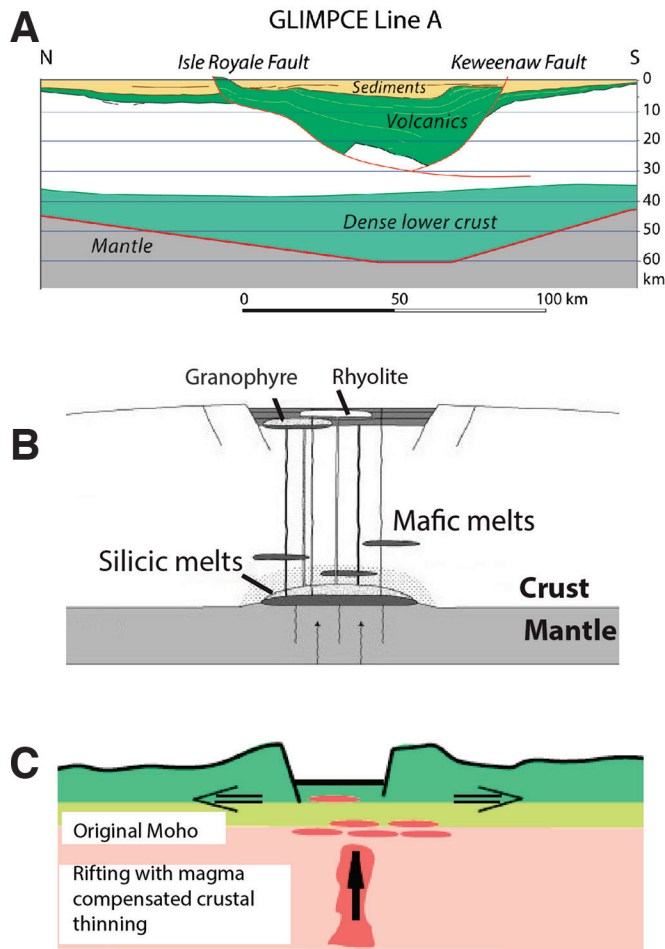 A
GLIMPCE Line A
N
Isle Royale Fault
Keweenaw Fault
S
Sediments
Volcanics
0
10
20
30
40
50
60
km
Dense lower crust
Mantle
0
50
100 km
B
Granophyre
Rhyolite
Mafic melts
Silicic melts
Crust
Mantle
C
Original Moho
Rifting with magma
compensated crustal
thinning